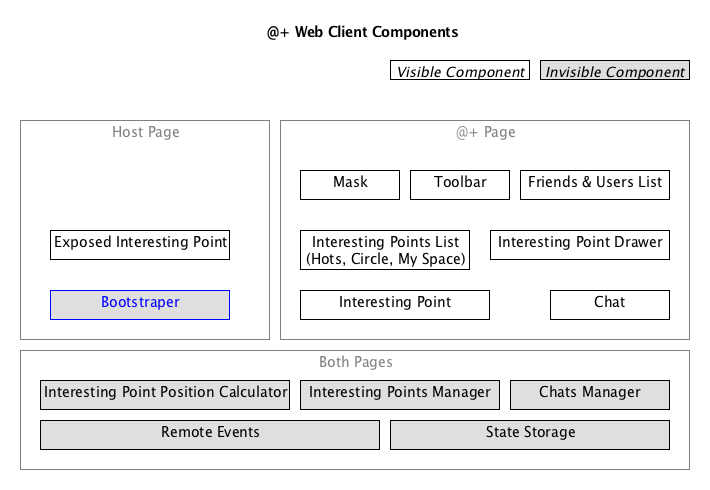 @+ Web Client Components
Visible Component
Invisible Component
Host Page
Exposed Interesting Point
Bootstraper
@+ Page
Mask
Toolbar
Friends & Users List
Interesting Points List
(Hots, Circle, My Space)
Interesting Point Drawer
Interesting Point
Chat
Both Pages
Interesting Point Position Calculator
Interesting Points Manager
Chats Manager
Remote Events
State Storage